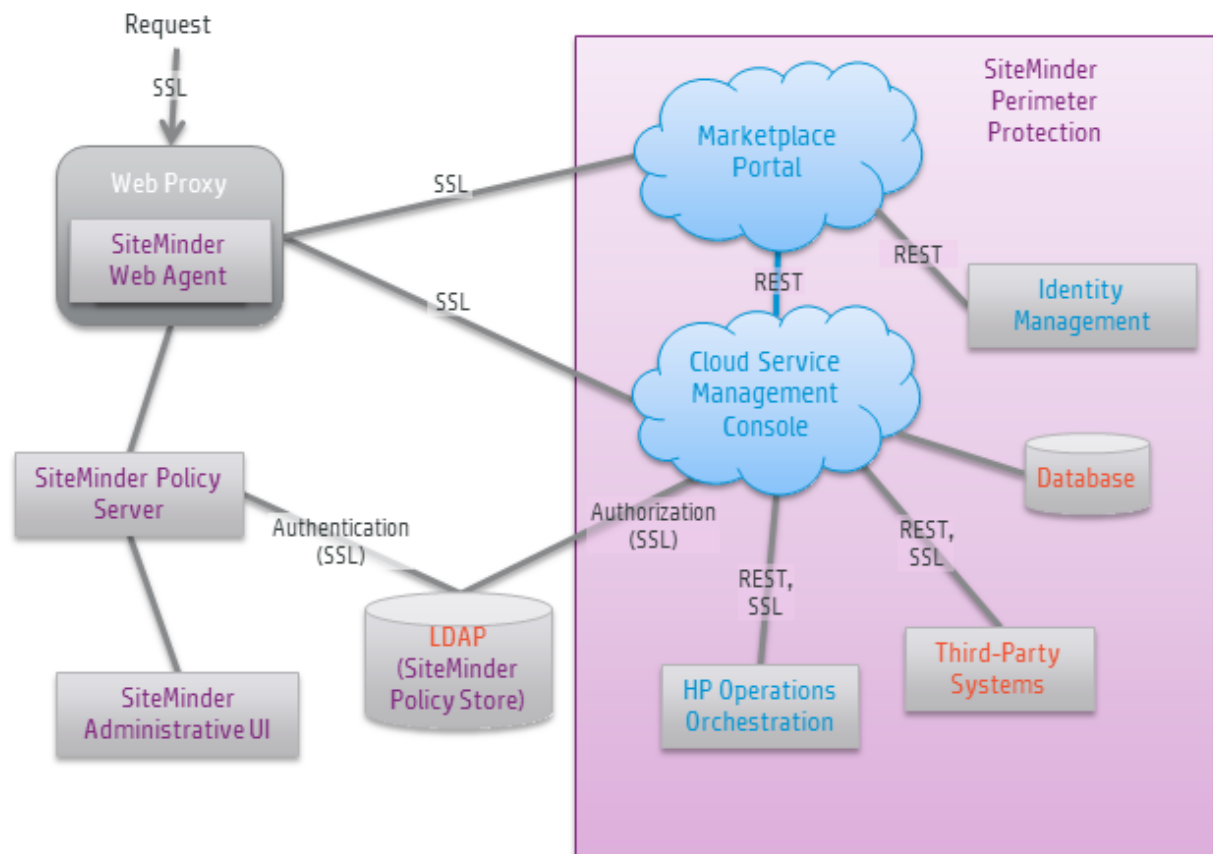 Request
SSL
SiteMinder
Perimeter
Protection
Marketplace
Portal
Web Proxy
SSL
SiteMinder
Web Agent
REST
REST
Identity
Management
SSL
Cloud Service
Management
Console
SiteMinder Policy
Server
Database
Authentication
(SSL)
Authorization
(SSL)
REST,
SSL
REST,
SSL
LDAP
(SiteMinder
Policy Store)
Third-Party
Systems
SiteMinder
Administrative UI
HP Operations
Orchestration